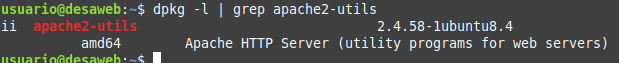 usuario@desaweb:~$ dpkg -l | grep apache2-utils
ii  apache2-utils                                 2.4.58-1ubuntu8.4
          amd64        Apache HTTP Server (utility programs for web servers)
usuario@desaweb:~$